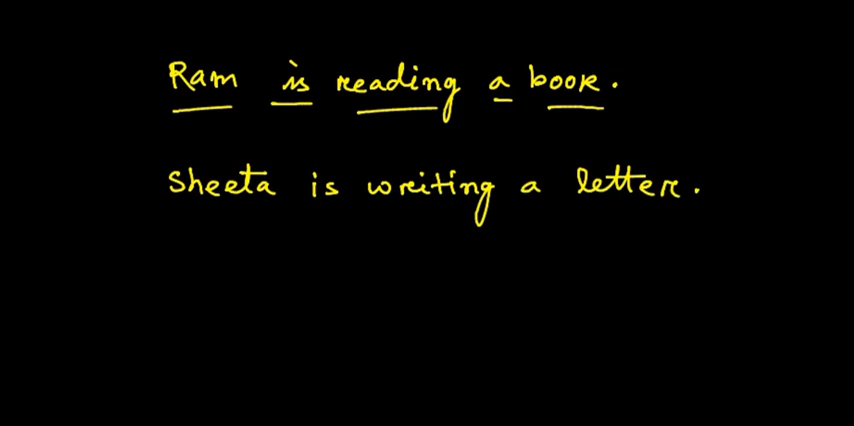 Ram is reading a book.
Sheeta is writing a letter.